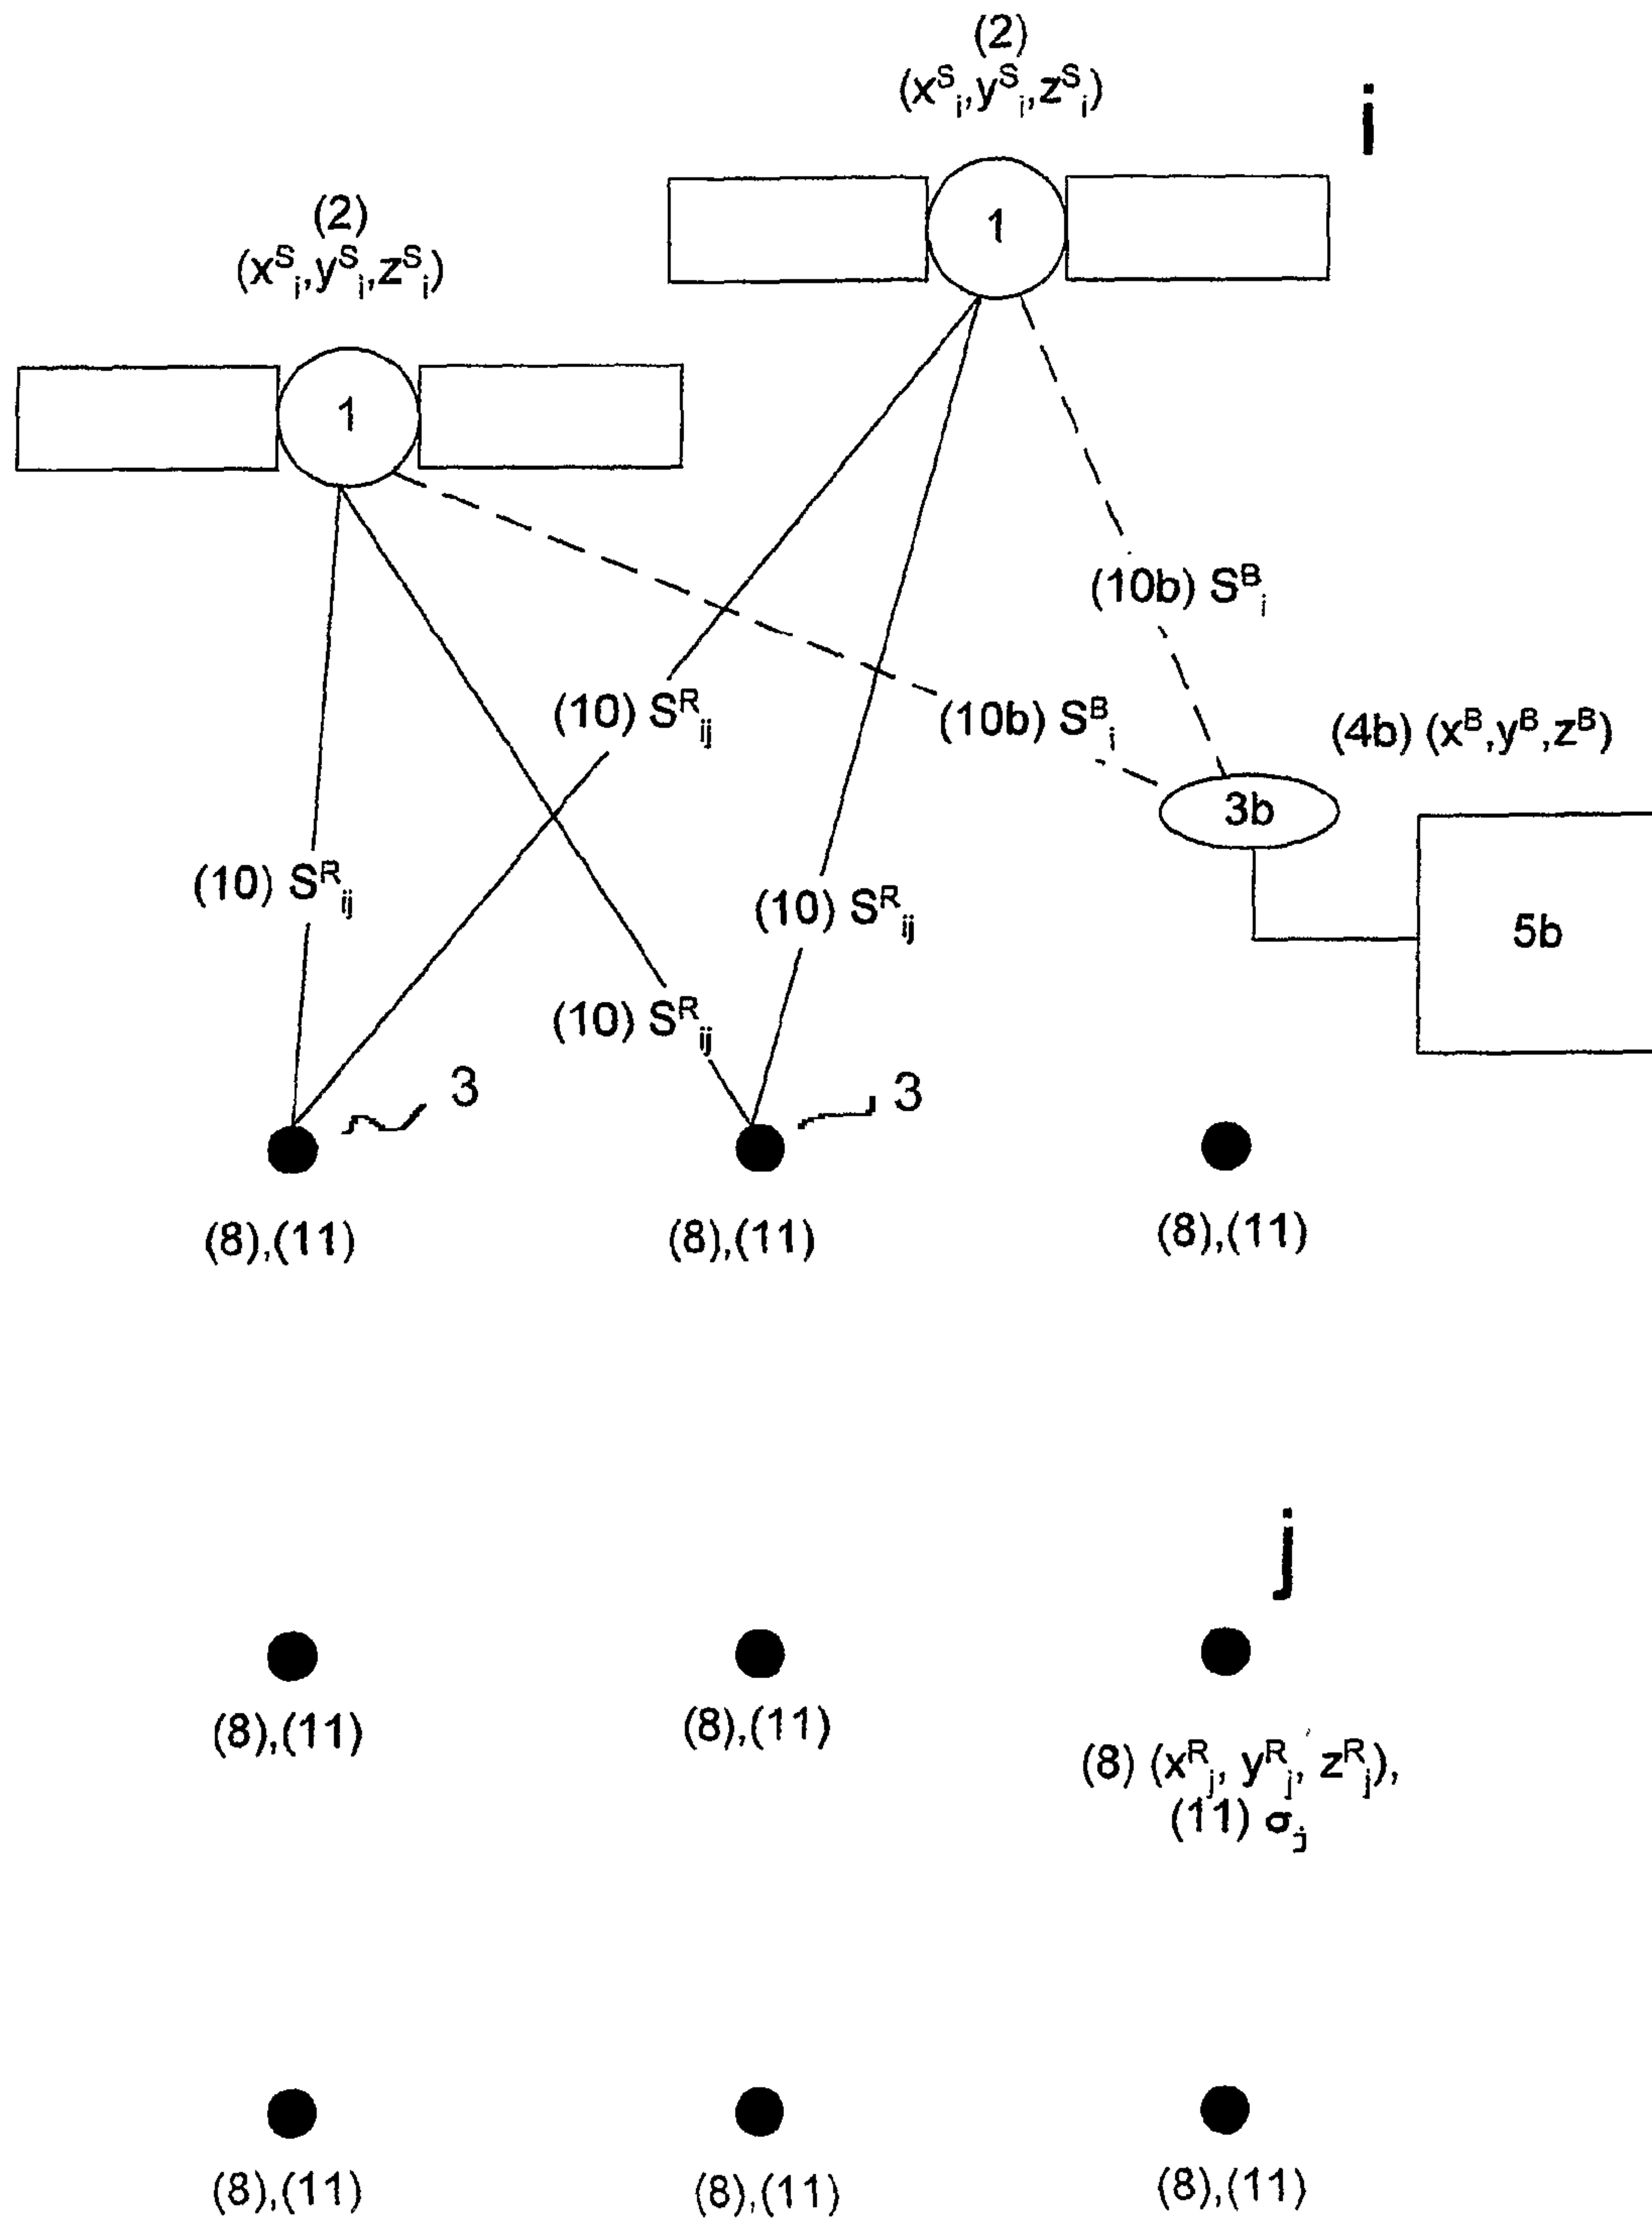 (2)
(x^S_i,y^S_i,z^S_i)
i
1
(2)
(x^S_i,y^S_i,z^S_i)
1
(10b) S^B_i
(10) S^R_ij
(10b) S^B_i
(4b) (x^B,y^B,z^B)
3b
(10) S^R_ij
(10) S^R_ij
5b
(10) S^R_ij
3
3
(8),(11)
(8),(11)
(8),(11)
j
(8),(11)
(8),(11)
(8) (x^R_j, y^R_j, z^R_j),
(11) σ_j
(8),(11)
(8),(11)
(8),(11)